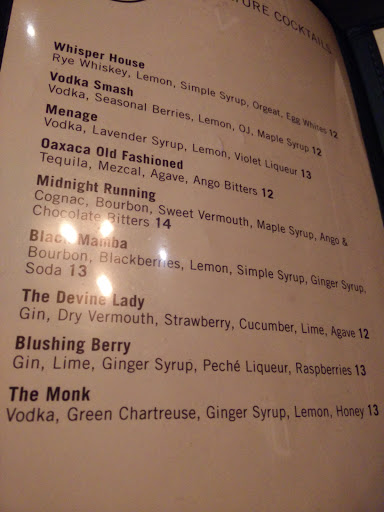 COCKTAILS
Whisper House
Rye Whiskey, Lemon, Simple Syrup, Orgeat, Egg Whites 12
Vodka Smash
Vodka, Seasonal Berries, Lemon, OJ, Maple Syrup 12
Menage
Vodka, Lavender Syrup, Lemon, Violet Liqueur 13
Oaxaca Old Fashioned
Tequila, Mezcal, Agave, Ango Bitters 12
Midnight Running
Cognac, Bourbon, Sweet Vermouth, Maple Syrup, Ango &
Chocolate Bitters 14
Black Mamba
Bourbon, Blackberries, Lemon, Simple Syrup, Ginger Syrup,
Soda 13
The Devine Lady
Gin, Dry Vermouth, Strawberry, Cucumber, Lime, Agave 12
Blushing Berry
Gin, Lime, Ginger Syrup, Peché Liqueur, Raspberries 13
The Monk
Vodka, Green Chartreuse, Ginger Syrup, Lemon, Honey 13